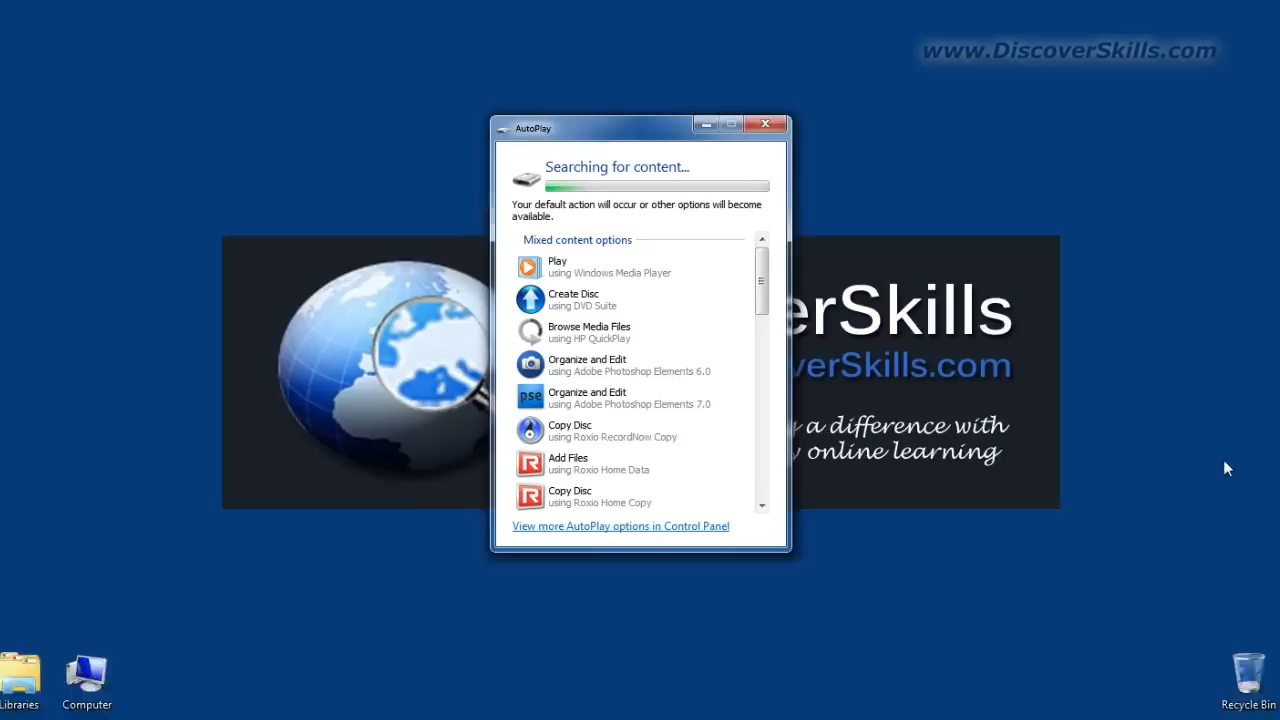 www.DiscoverSkills.com
AutoPlay
Searching for content...
Your default action will occur or other options will become
available.
Mixed content options
Play
using Windows Media Player
Create Disc
using DVD Suite
Browse Media Files
using HP QuickPlay
Organize and Edit
using Adobe Photoshop Elements 6.0
Organize and Edit
pse
using Adobe Photoshop Elements 7.0
Copy Disc
using Roxio RecordNow Copy
Add Files
using Roxio Home Data
Copy Disc
using Roxio Home Copy
View more AutoPlay options in Control Panel
erSkills
verSkills.com
a difference with
online learning
Libraries
Computer
Recycle Bin